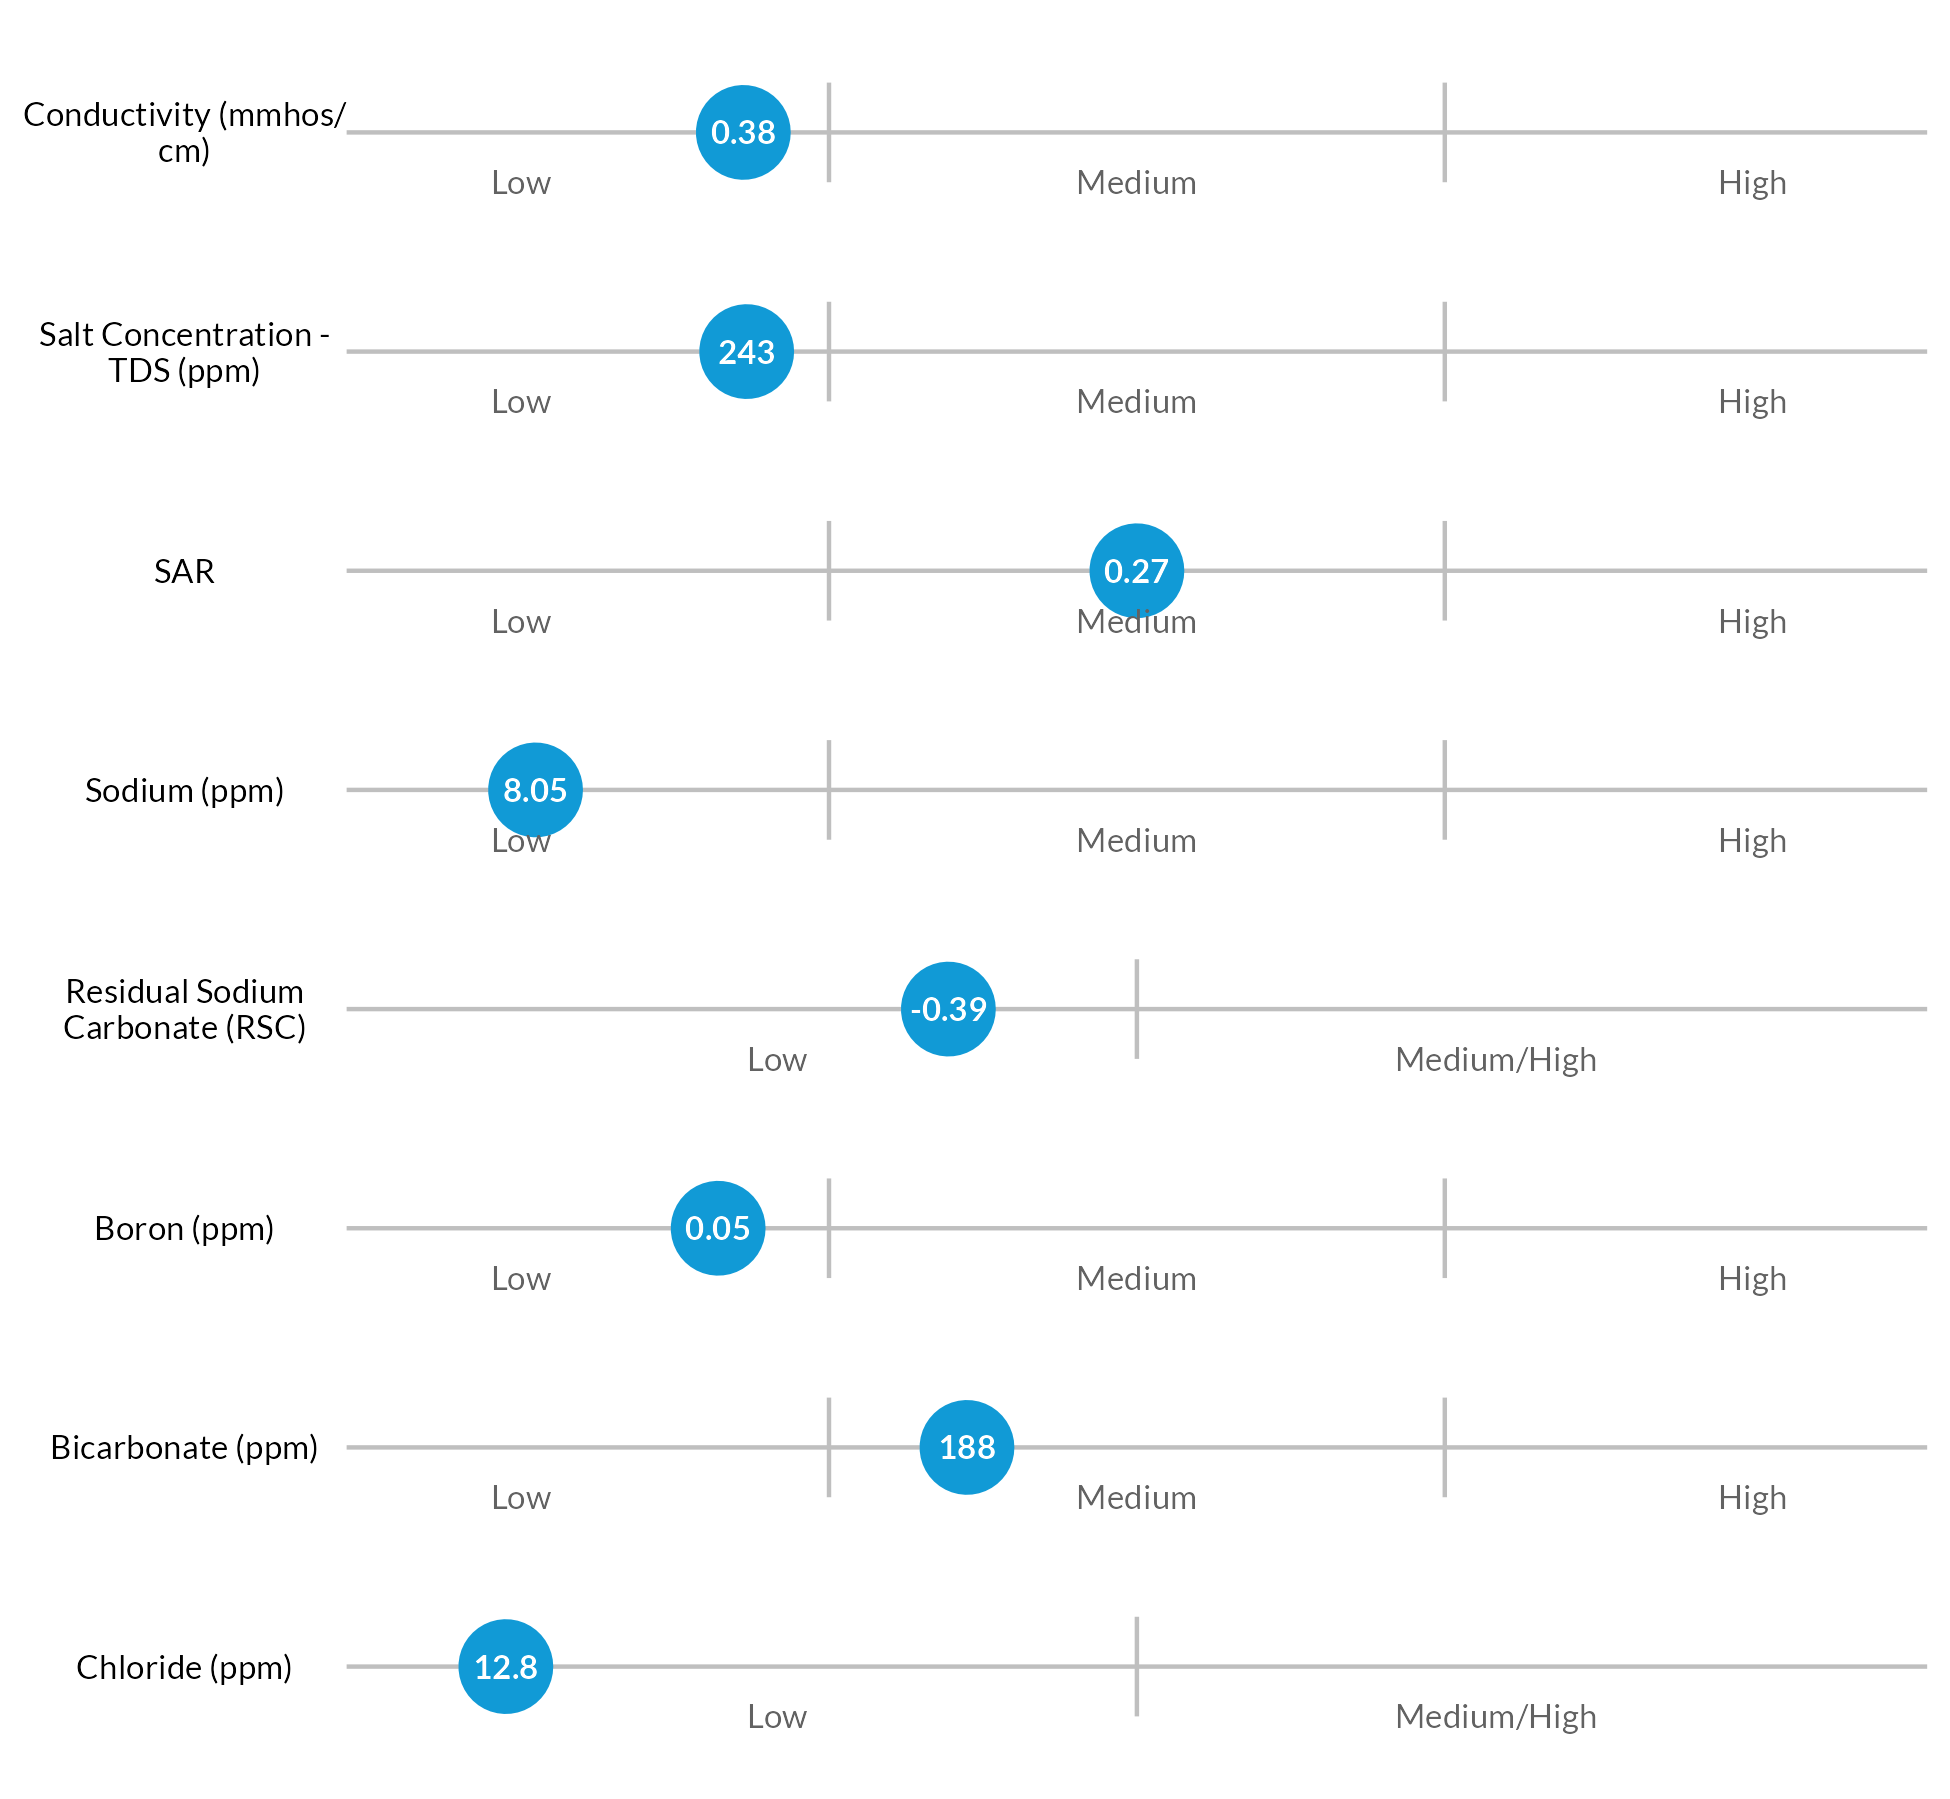 Conductivity (mmhos/
cm)
0.38
Low
Medium
High
Salt Concentration -
TDS (ppm)
243
Low
Medium
High
SAR
0.27
Low
Medium
High
Sodium (ppm)
8.05
Low
Medium
High
Residual Sodium
Carbonate (RSC)
-0.39
Low
Medium/High
Boron (ppm)
0.05
Low
Medium
High
Bicarbonate (ppm)
188
Low
Medium
High
Chloride (ppm)
12.8
Low
Medium/High